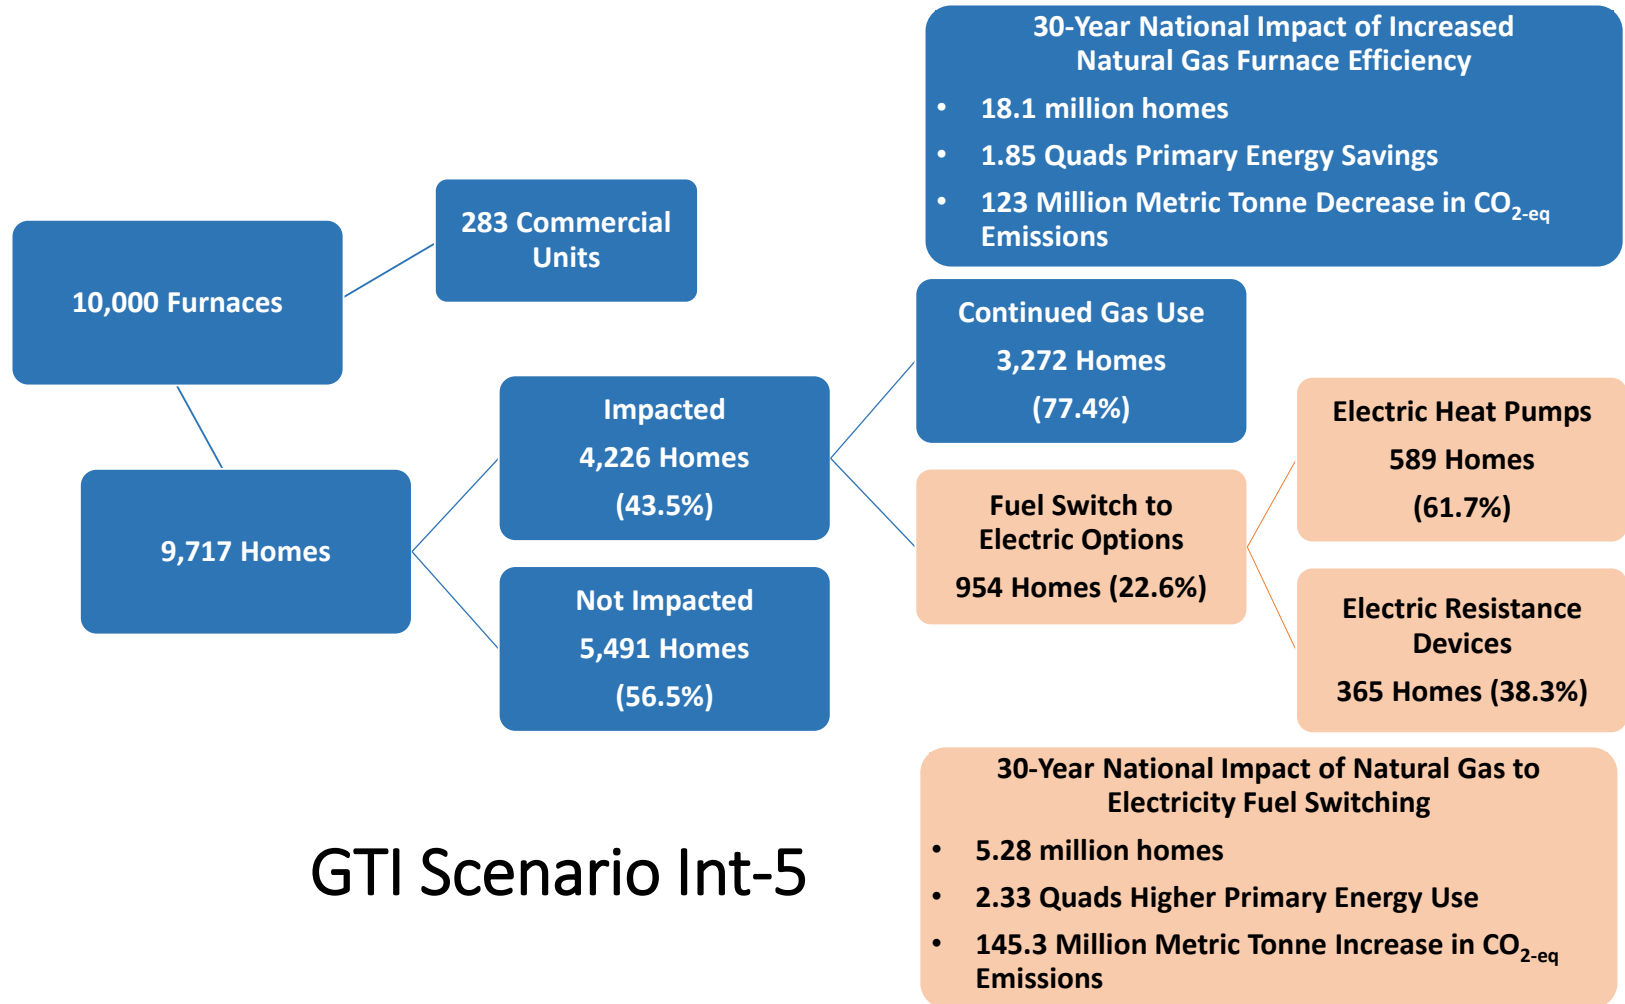 30-Year National Impact of Increased
Natural Gas Furnace Efficiency
• 18.1 million homes
• 1.85 Quads Primary Energy Savings
• 123 Million Metric Tonne Decrease in CO2-eq
Emissions
283 Commercial
Units
10,000 Furnaces
9,717 Homes
Impacted
4,226 Homes
(43.5%)
Not Impacted
5,491 Homes
(56.5%)
Continued Gas Use
3,272 Homes
(77.4%)
Fuel Switch to
Electric Options
954 Homes (22.6%)
Electric Heat Pumps
589 Homes
(61.7%)
Electric Resistance
Devices
365 Homes (38.3%)
30-Year National Impact of Natural Gas to
Electricity Fuel Switching
• 5.28 million homes
• 2.33 Quads Higher Primary Energy Use
• 145.3 Million Metric Tonne Increase in CO2-eq
Emissions
GTI Scenario Int-5